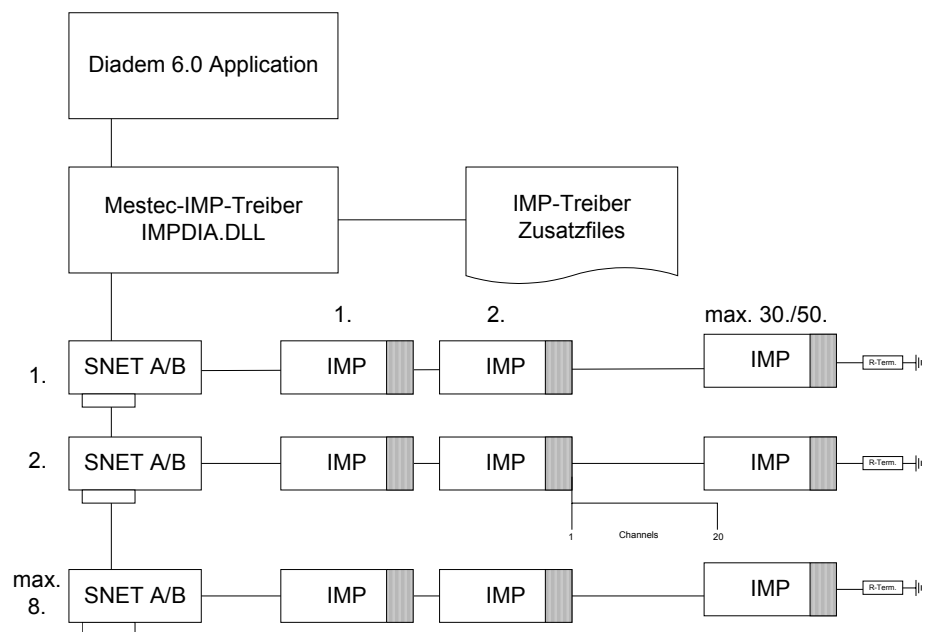 Diadem 6.0 Application
Mestec-IMP-Treiber
IMPDIA.DLL
IMP-Treiber
Zusatzfiles
1.
2.
max. 30./50.
1.
SNET A/B
IMP
IMP
IMP
R-Term.
2.
SNET A/B
IMP
IMP
IMP
R-Term.
1
Channels
20
max.
8.
SNET A/B
IMP
IMP
IMP
R-Term.